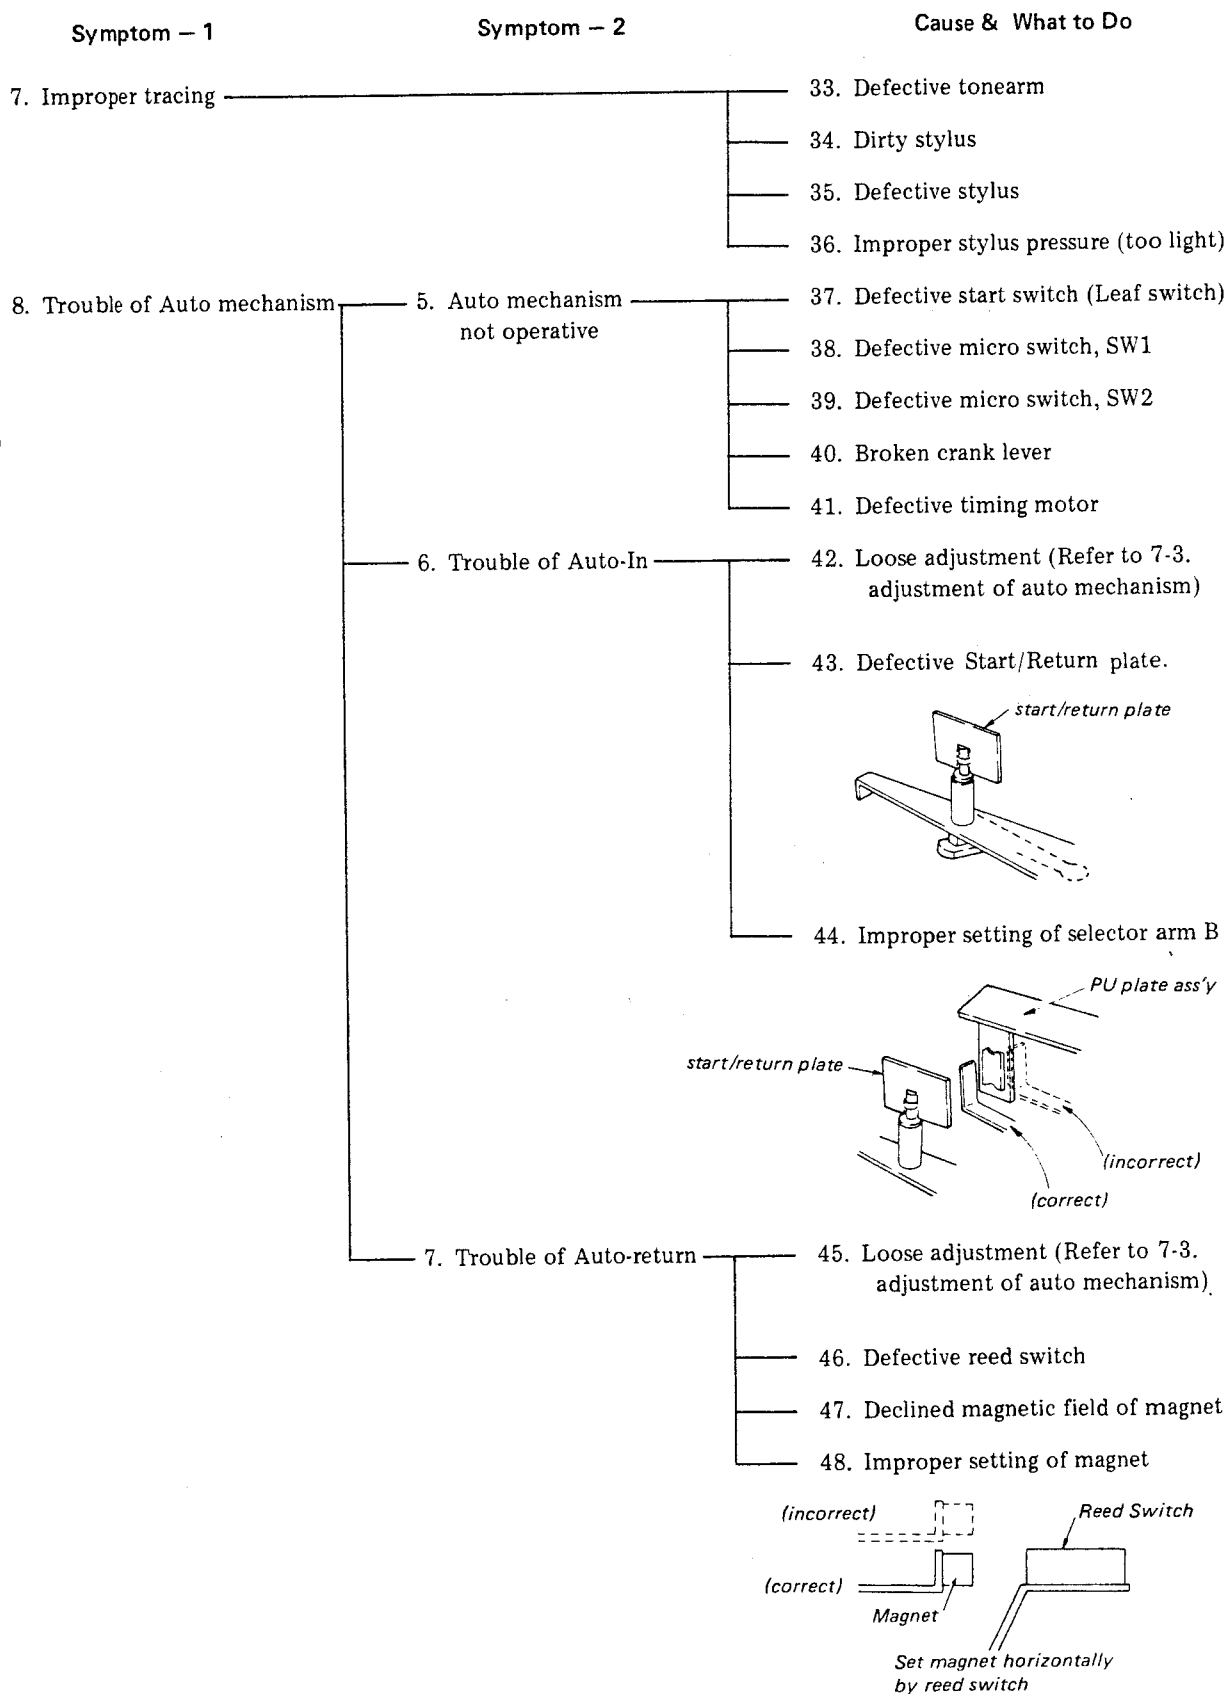 Symptom — 1 Symptom — 2 Cause & What to Do
7. Improper tracing
33. Defective tonearm
34. Dirty stylus
35. Defective stylus
36. Improper stylus pressure (too light)
8. Trouble of Auto mechanism
5. Auto mechanism
not operative
37. Defective start switch (Leaf switch)
38. Defective micro switch, SW1
39. Defective micro switch, SW2
40. Broken crank lever
41. Defective timing motor
6. Trouble of Auto-In
42. Loose adjustment (Refer to 7-3.
adjustment of auto mechanism)
43. Defective Start/Return plate.
start/return plate
44. Improper setting of selector arm B
PU plate ass'y
start/return plate
(incorrect)
(correct)
7. Trouble of Auto-return
45. Loose adjustment (Refer to 7-3.
adjustment of auto mechanism)
46. Defective reed switch
47. Declined magnetic field of magnet
48. Improper setting of magnet
(incorrect)
Reed Switch
(correct)
Magnet
Set magnet horizontally
by reed switch